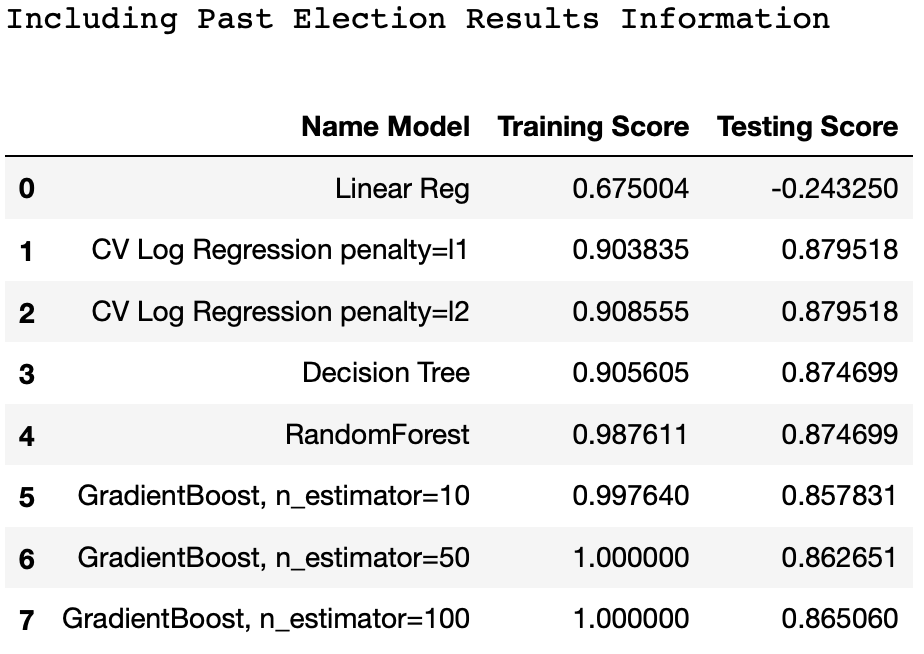 Including Past Election Results Information
Name Model Training Score Testing Score
0 Linear Reg 0.675004 -0.243250
1 CV Log Regression penalty=l1 0.903835 0.879518
2 CV Log Regression penalty=l2 0.908555 0.879518
3 Decision Tree 0.905605 0.874699
4 RandomForest 0.987611 0.874699
5 GradientBoost, n_estimator=10 0.997640 0.857831
6 GradientBoost, n_estimator=50 1.000000 0.862651
7 GradientBoost, n_estimator=100 1.000000 0.865060